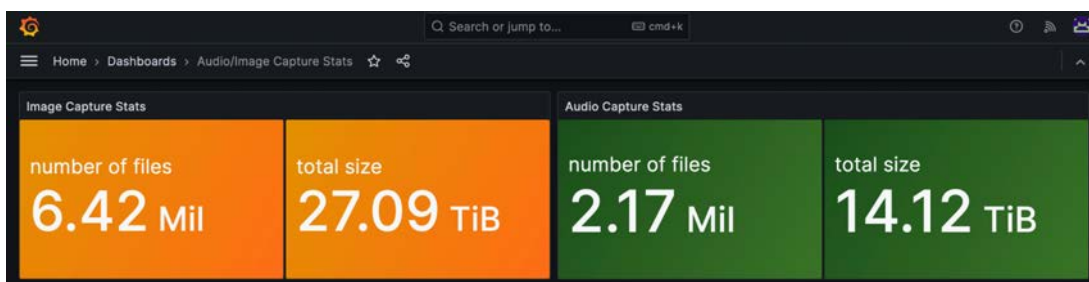 Search or jump to... cmd+k
Home › Dashboards › Audio/Image Capture Stats
Image Capture Stats
number of files
6.42 Mil
total size
27.09 TiB
Audio Capture Stats
number of files
2.17 Mil
total size
14.12 TiB